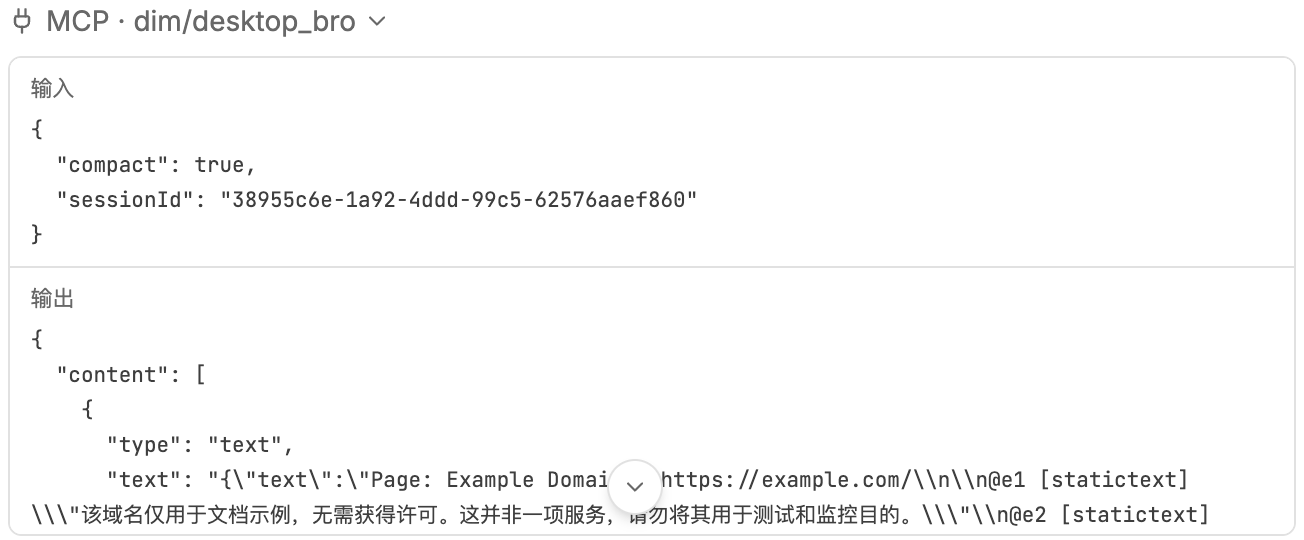 MCP · dim/desktop_bro
输入
{
"compact": true,
"sessionId": "38955c6e-1a92-4ddd-99c5-62576aaef860"
}
输出
{
"content": [
{
"type": "text",
"text": "{\"text\":\"Page: Example Domai https://example.com/\\n\\n@e1 [statictext]
\\\"该域名仅用于文档示例，无需获得许可。这并非一项服务，请勿将其用于测试和监控目的。\\\"\\n@e2 [statictext]